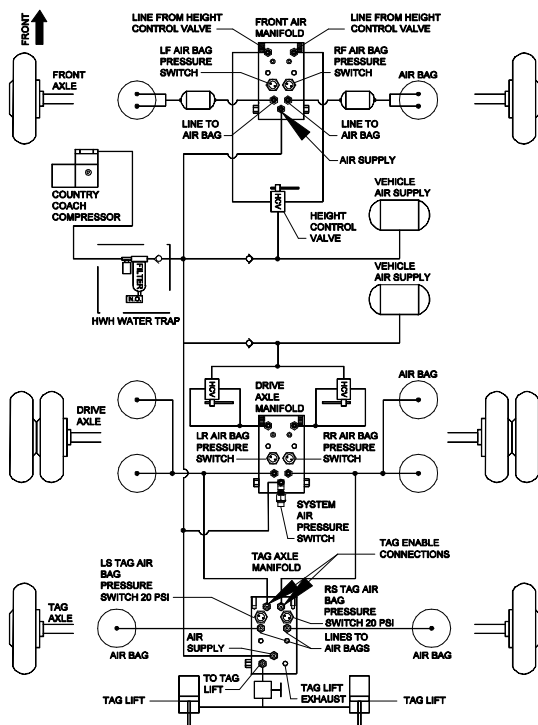 FRONT
LINE FROM HEIGHT
CONTROL VALVE
FRONT AIR
MANIFOLD
LINE FROM HEIGHT
CONTROL VALVE
LF AIR BAG
PRESSURE
SWITCH
RF AIR BAG
PRESSURE
SWITCH
AIR BAG
FRONT
AXLE
LINE TO
AIR BAG
LINE TO
AIR BAG
AIR SUPPLY
COUNTRY
COACH
COMPRESSOR
HCV
HEIGHT
CONTROL
VALVE
VEHICLE
AIR SUPPLY
FILTER
HWH WATER TRAP
VEHICLE
AIR SUPPLY
HCV
DRIVE
AXLE
MANIFOLD
HCV
AIR BAG
DRIVE
AXLE
LR AIR BAG
PRESSURE
SWITCH
RR AIR BAG
PRESSURE
SWITCH
SYSTEM
AIR
PRESSURE
SWITCH
TAG AXLE
MANIFOLD
TAG ENABLE
CONNECTIONS
LS TAG AIR
BAG
PRESSURE
SWITCH 20 PSI
RS TAG AIR
BAG
PRESSURE
SWITCH 20 PSI
TAG
AXLE
AIR BAG
AIR
SUPPLY
LINES TO
AIR BAGS
AIR BAG
TO TAG
LIFT
TAG LIFT
EXHAUST
TAG LIFT
TAG LIFT